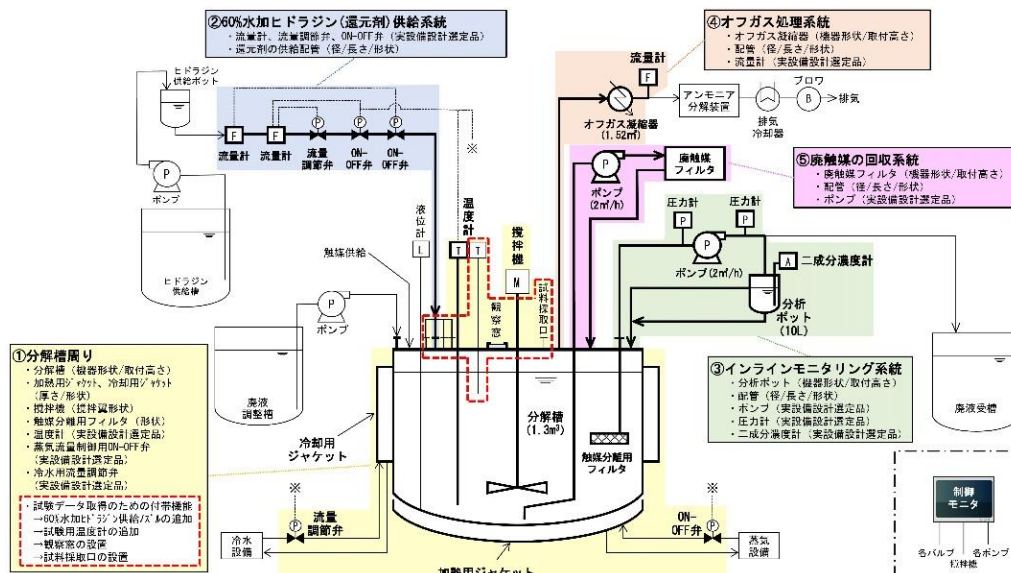 ②60%水加ヒドラジン(還元剤)供給系統
・流量計、流量調節弁、ON-OFF弁(実設備設計選定品)
・還元剤の供給配管(径/長さ/形状)
ヒドラジン
供給ポット
F
F
P
P
P
流量計
流量計
流量
調節弁
ON-
OFF弁
ON-
OFF弁
※
P
ポンプ
ヒドラジン
供給槽
④オフガス処理系統
・オフガス凝縮器(機器形状/取付高さ)
・配管(径/長さ/形状)
・流量計(実設備設計選定品)
流量計
F
オフガス凝縮器
(1.52㎡)
アンモニア
分解装置
排気
冷却器
ブロワ
B
排気
⑤廃触媒の回収系統
・廃触媒フィルタ(機器形状/取付高さ)
・配管(径/長さ/形状)
・ポンプ(実設備設計選定品)
P
ポンプ
(2㎥/h)
廃触媒
フィルタ
圧力計
P
圧力計
P
P
ポンプ(2㎥/h)
A
二成分濃度計
分析
ポット
(10L)
液位計
L
温度計
T
T
攪拌機
M
試料採取口
観察窓
触媒供給
P
ポンプ
廃液
調整槽
①分解槽周り
・分解槽(機器形状/取付高さ)
・加熱用ジャケット、冷却用ジャケット
(厚さ/形状)
・攪拌機(攪拌翼形状)
・触媒分離用フィルタ(形状)
・温度計(実設備設計選定品)
・蒸気流量制御用ON-OFF弁
(実設備設計選定品)
・冷水用流量調節弁
(実設備設計選定品)
・試験データ取得のための付帯機能
→60%水加ヒドラジン供給ノズルの追加
→試験用温度計の追加
→観察窓の設置
→試料採取口の設置
③インラインモニタリング系統
・分析ポット(機器形状/取付高さ)
・配管(径/長さ/形状)
・ポンプ(実設備設計選定品)
・圧力計(実設備設計選定品)
・二成分濃度計(実設備設計選定品)
廃液受槽
分解槽
(1.3m³)
触媒分離用
フィルタ
冷却用
ジャケット
※
P
流量
調節弁
冷水
設備
※
P
ON-
OFF弁
蒸気
設備
加熱用ジャケット
制御
モニタ
各バルブ
攪拌機
各ポンプ